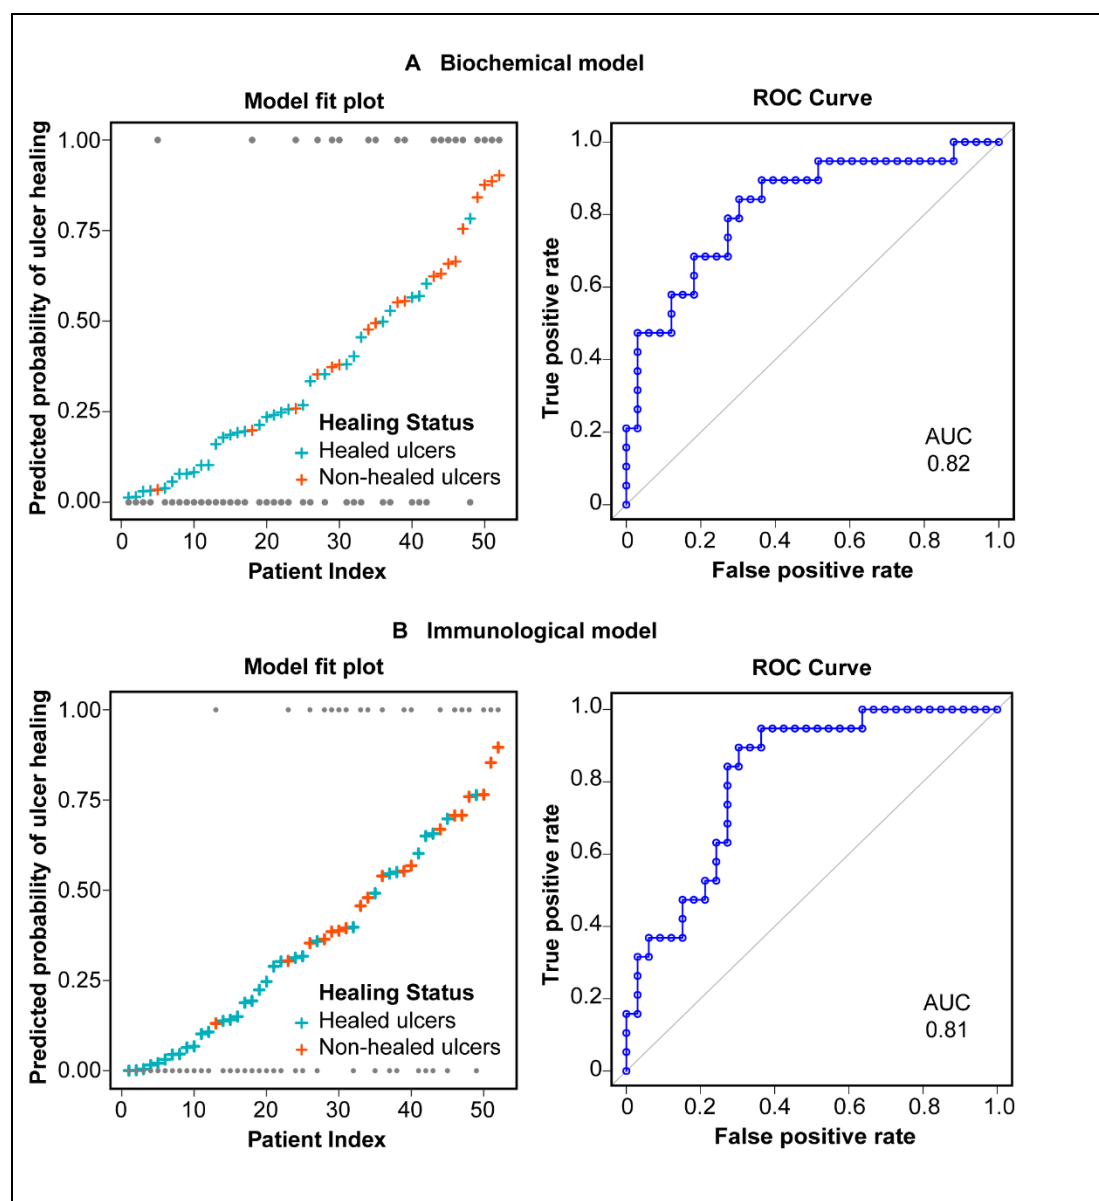 A Biochemical model
Model fit plot
Predicted probability of ulcer healing
1.00
0.75
0.50
0.25
0.00
Healing Status
Healed ulcers
Non-healed ulcers
0 10 20 30 40 50
Patient Index
ROC Curve
True positive rate
1.0
0.8
0.6
0.4
0.2
0
AUC
0.82
0 0.2 0.4 0.6 0.8 1.0
False positive rate
B Immunological model
Model fit plot
Predicted probability of ulcer healing
1.00
0.75
0.50
0.25
0.00
Healing Status
Healed ulcers
Non-healed ulcers
0 10 20 30 40 50
Patient Index
ROC Curve
True positive rate
1.0
0.8
0.6
0.4
0.2
0
AUC
0.81
0 0.2 0.4 0.6 0.8 1.0
False positive rate